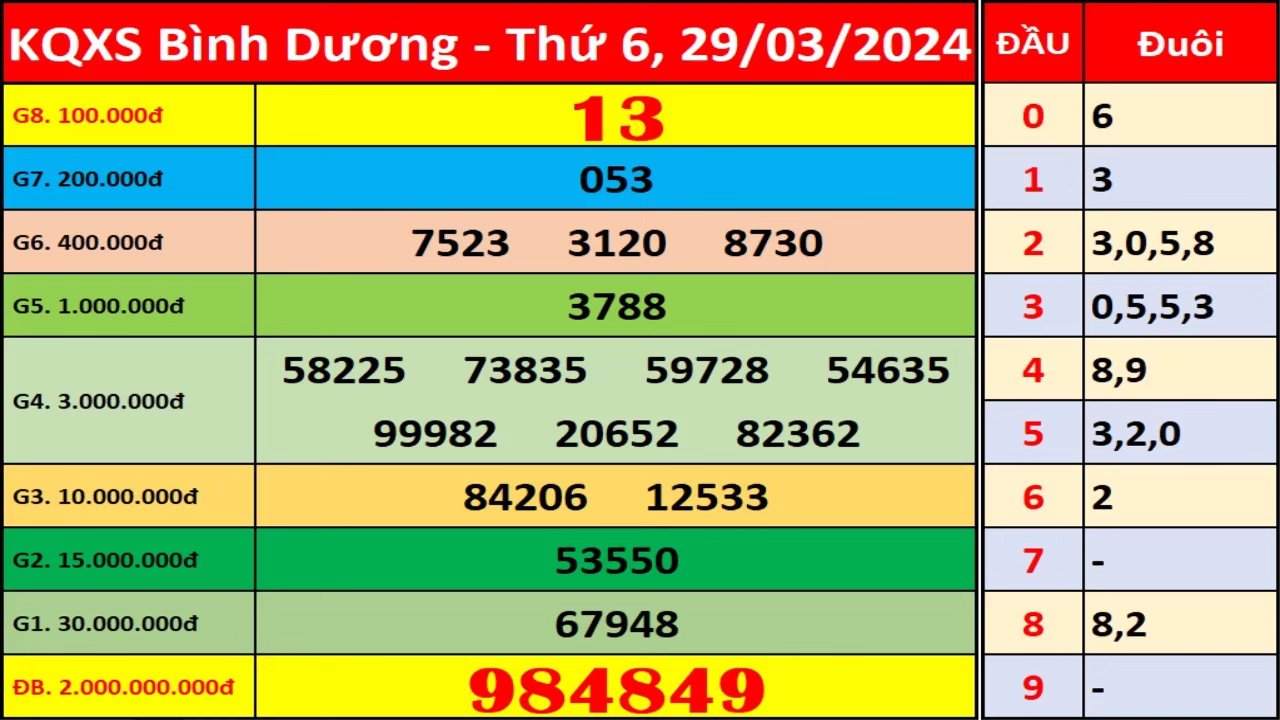 KQXS Bình Dương - Thứ 6, 29/03/2024 ĐẦU Đuôi
G8. 100.000đ 13 0 6
G7. 200.000đ 053 1 3
G6. 400.000đ 7523 3120 8730 2 3,0,5,8
G5. 1.000.000đ 3788 3 0,5,5,3
58225 73835 59728 54635 4 8,9
G4. 3.000.000đ
99982 20652 82362 5 3,2,0
G3. 10.000.000đ 84206 12533 6 2
G2. 15.000.000đ 53550 7 -
G1. 30.000.000đ 67948 8 8,2
ĐB. 2.000.000.000đ 984849 9 -